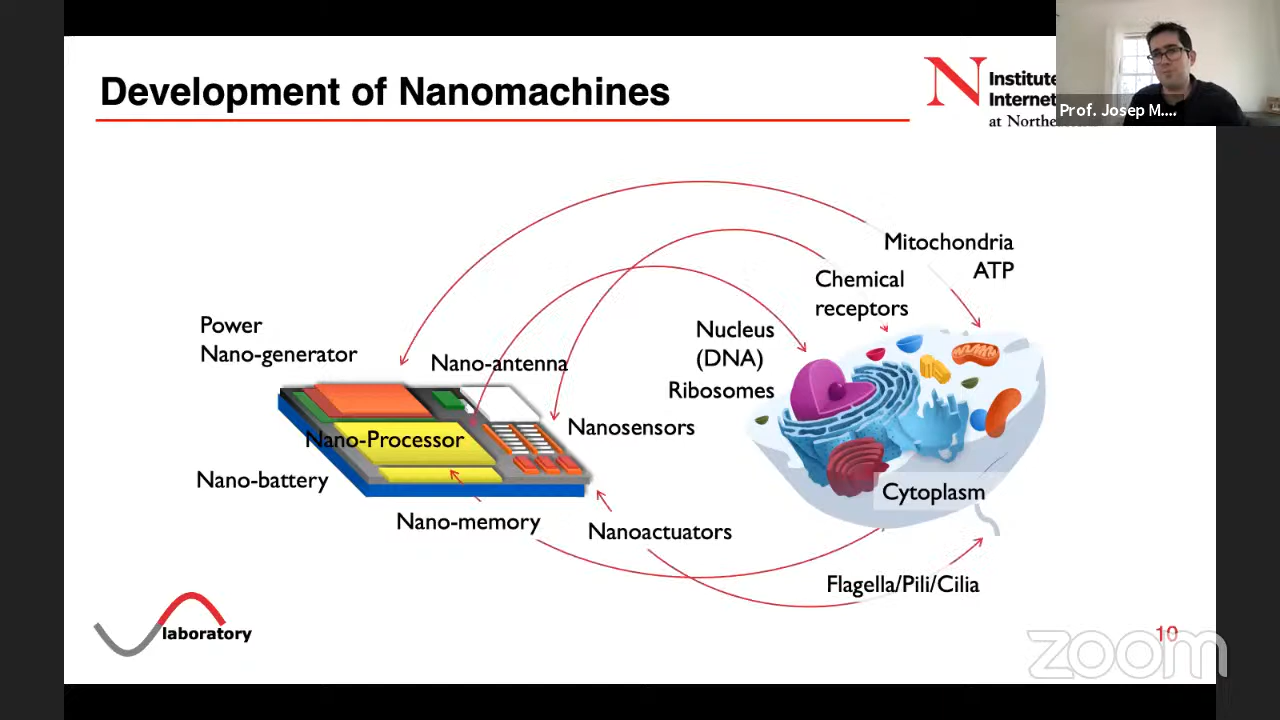 Development of Nanomachines
N
Institute
Internet
at Northe
Prof. Josep M....
Mitochondria
ATP
Chemical
receptors
Power
Nano-generator
Nucleus
(DNA)
Ribosomes
Nano-antenna
Nanosensors
Nano-Processor
Nano-battery
Cytoplasm
Nano-memory
Nanoactuators
Flagella/Pili/Cilia
laboratory
10
zoom